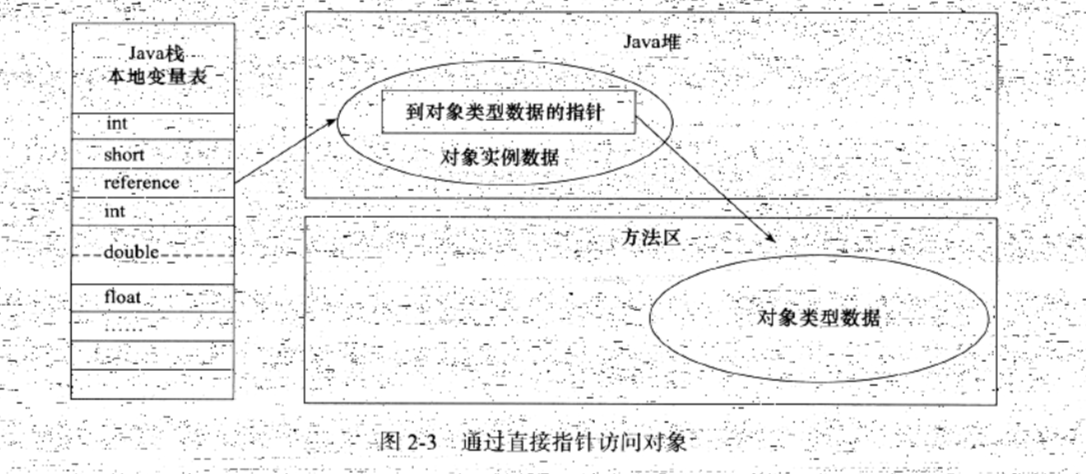 Java栈
本地变量表
int
short
reference
int
double
float
……
Java堆
到对象类型数据的指针
对象实例数据
方法区
对象类型数据
图 2-3 通过直接指针访问对象